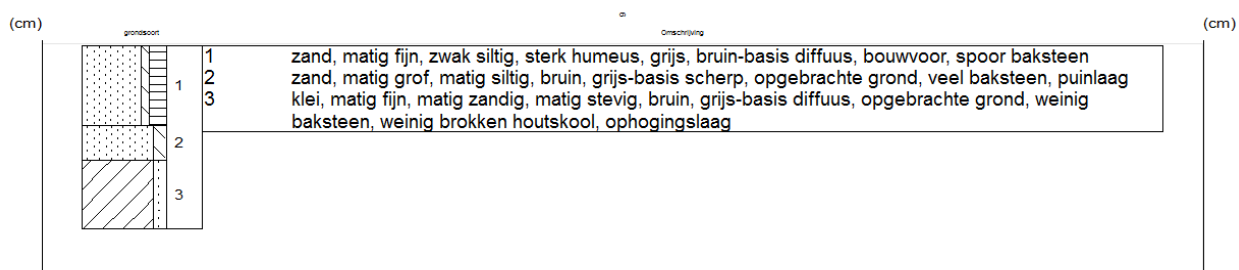 (cm)
(cm)
grondsoort
Omschrijving
1 zand, matig fijn, zwak siltig, sterk humeus, grijs, bruin-basis diffuus, bouwvoor, spoor baksteen
2 zand, matig grof, matig siltig, bruin, grijs-basis scherp, opgebrachte grond, veel baksteen, puinlaag
3 klei, matig fijn, matig zandig, matig stevig, bruin, grijs-basis diffuus, opgebrachte grond, weinig
baksteen, weinig brokken houtskool, ophogingslaag
1
2
3